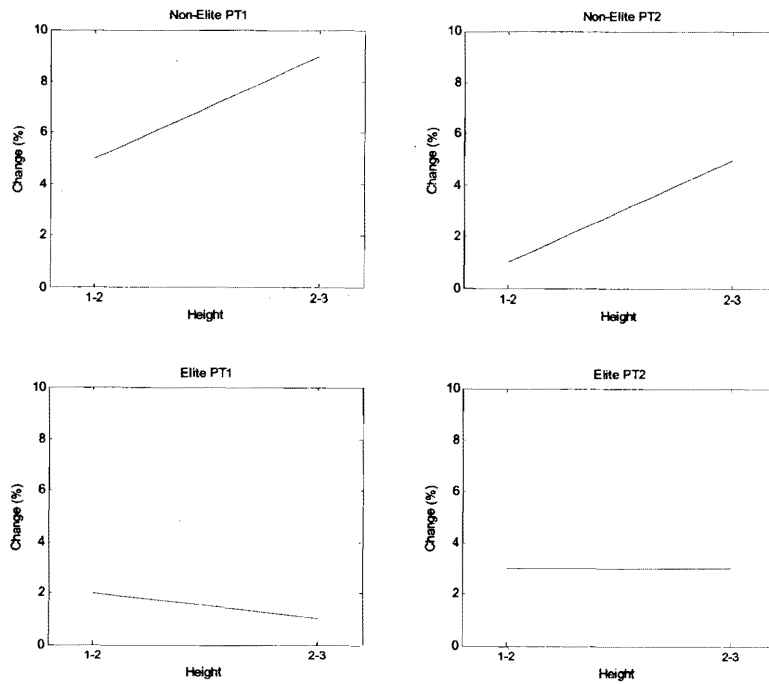 Non-Elite PT1
10
8
6
4
2
0
Change (%)
1-2
2-3
Height
Non-Elite PT2
10
8
6
4
2
0
Change (%)
1-2
2-3
Height
Elite PT1
10
8
6
4
2
0
Change (%)
1-2
2-3
Height
Elite PT2
10
8
6
4
2
0
Change (%)
1-2
2-3
Height